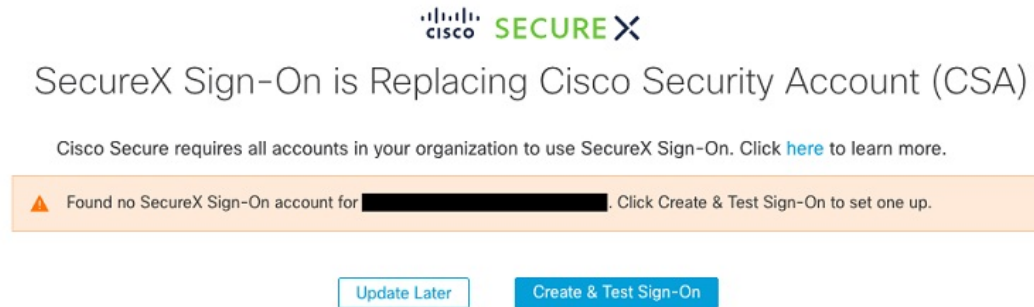 cisco SECURE X
SecureX Sign-On is Replacing Cisco Security Account (CSA)
Cisco Secure requires all accounts in your organization to use SecureX Sign-On. Click here to learn more.
Found no SecureX Sign-On account for . Click Create & Test Sign-On to set one up.
Update Later Create & Test Sign-On